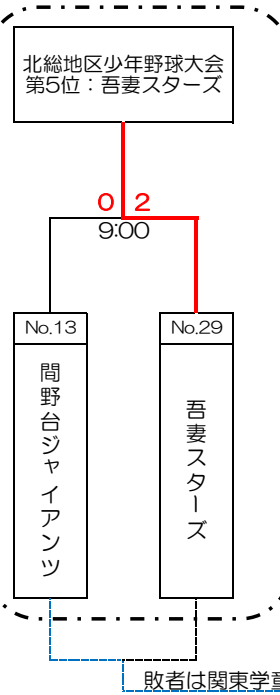 北総地区少年野球大会
第5位：吾妻スターズ
0 2
9:00
No.13
No.29
間野台ジャイアンツ
吾妻スターズ
敗者は関東学童